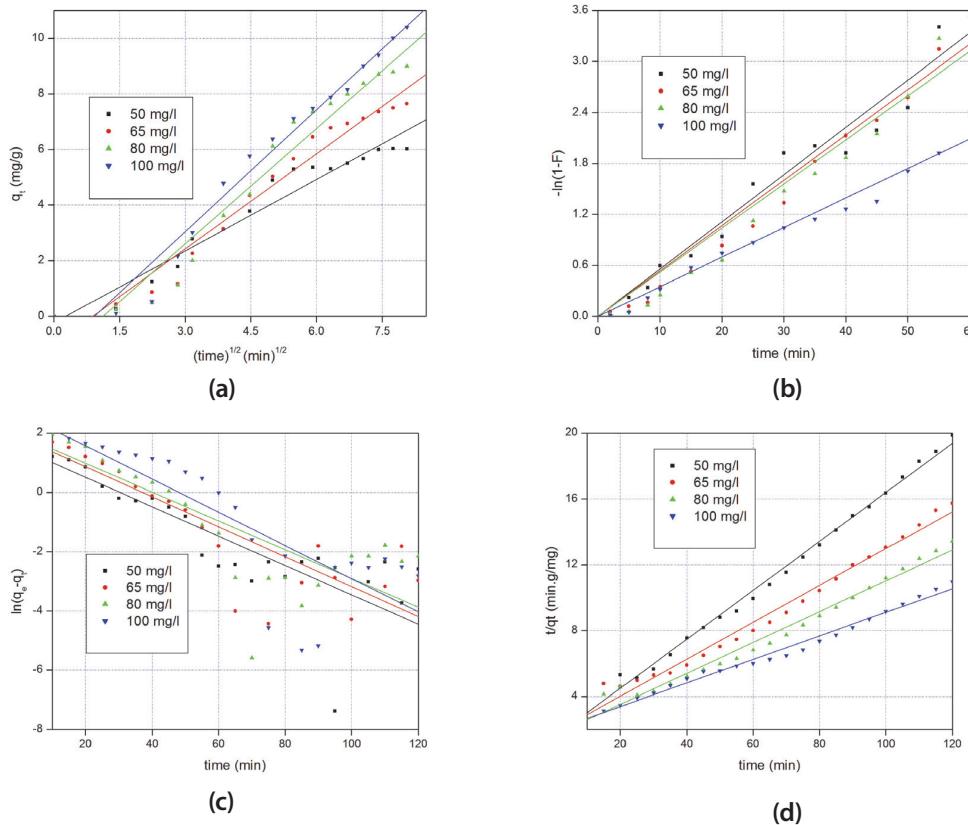 10
8
6
4
2
0
q_t (mg/g)
50 mg/l
65 mg/l
80 mg/l
100 mg/l
0.0 1.5 3.0 4.5 6.0 7.5
(time)^1/2 (min)^1/2
(a)
3.6
3.0
2.4
1.8
1.2
0.6
0.0
-ln(1-F)
50 mg/l
65 mg/l
80 mg/l
100 mg/l
0 10 20 30 40 50 60
time (min)
(b)
2
0
-2
-4
-6
-8
ln(q_e-q_t)
50 mg/l
65 mg/l
80 mg/l
100 mg/l
20 40 60 80 100 120
time (min)
(c)
20
16
12
8
4
t/qt (min.g/mg)
50 mg/l
65 mg/l
80 mg/l
100 mg/l
20 40 60 80 100 120
time (min)
(d)